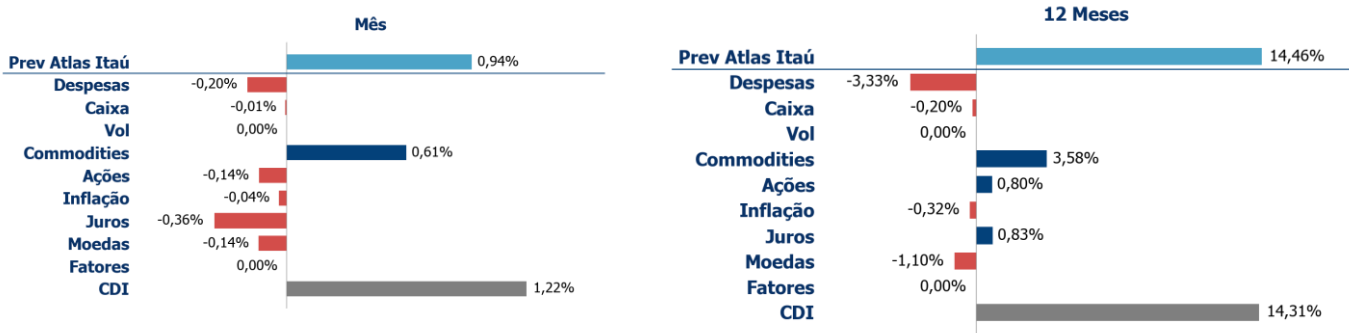 Mês
Prev Atlas Itaú 0,94%
Despesas -0,20%
Caixa -0,01%
Vol 0,00%
Commodities 0,61%
Ações -0,14%
Inflação -0,04%
Juros -0,36%
Moedas -0,14%
Fatores 0,00%
CDI 1,22%
12 Meses
Prev Atlas Itaú 14,46%
Despesas -3,33%
Caixa -0,20%
Vol 0,00%
Commodities 3,58%
Ações 0,80%
Inflação -0,32%
Juros 0,83%
Moedas -1,10%
Fatores 0,00%
CDI 14,31%